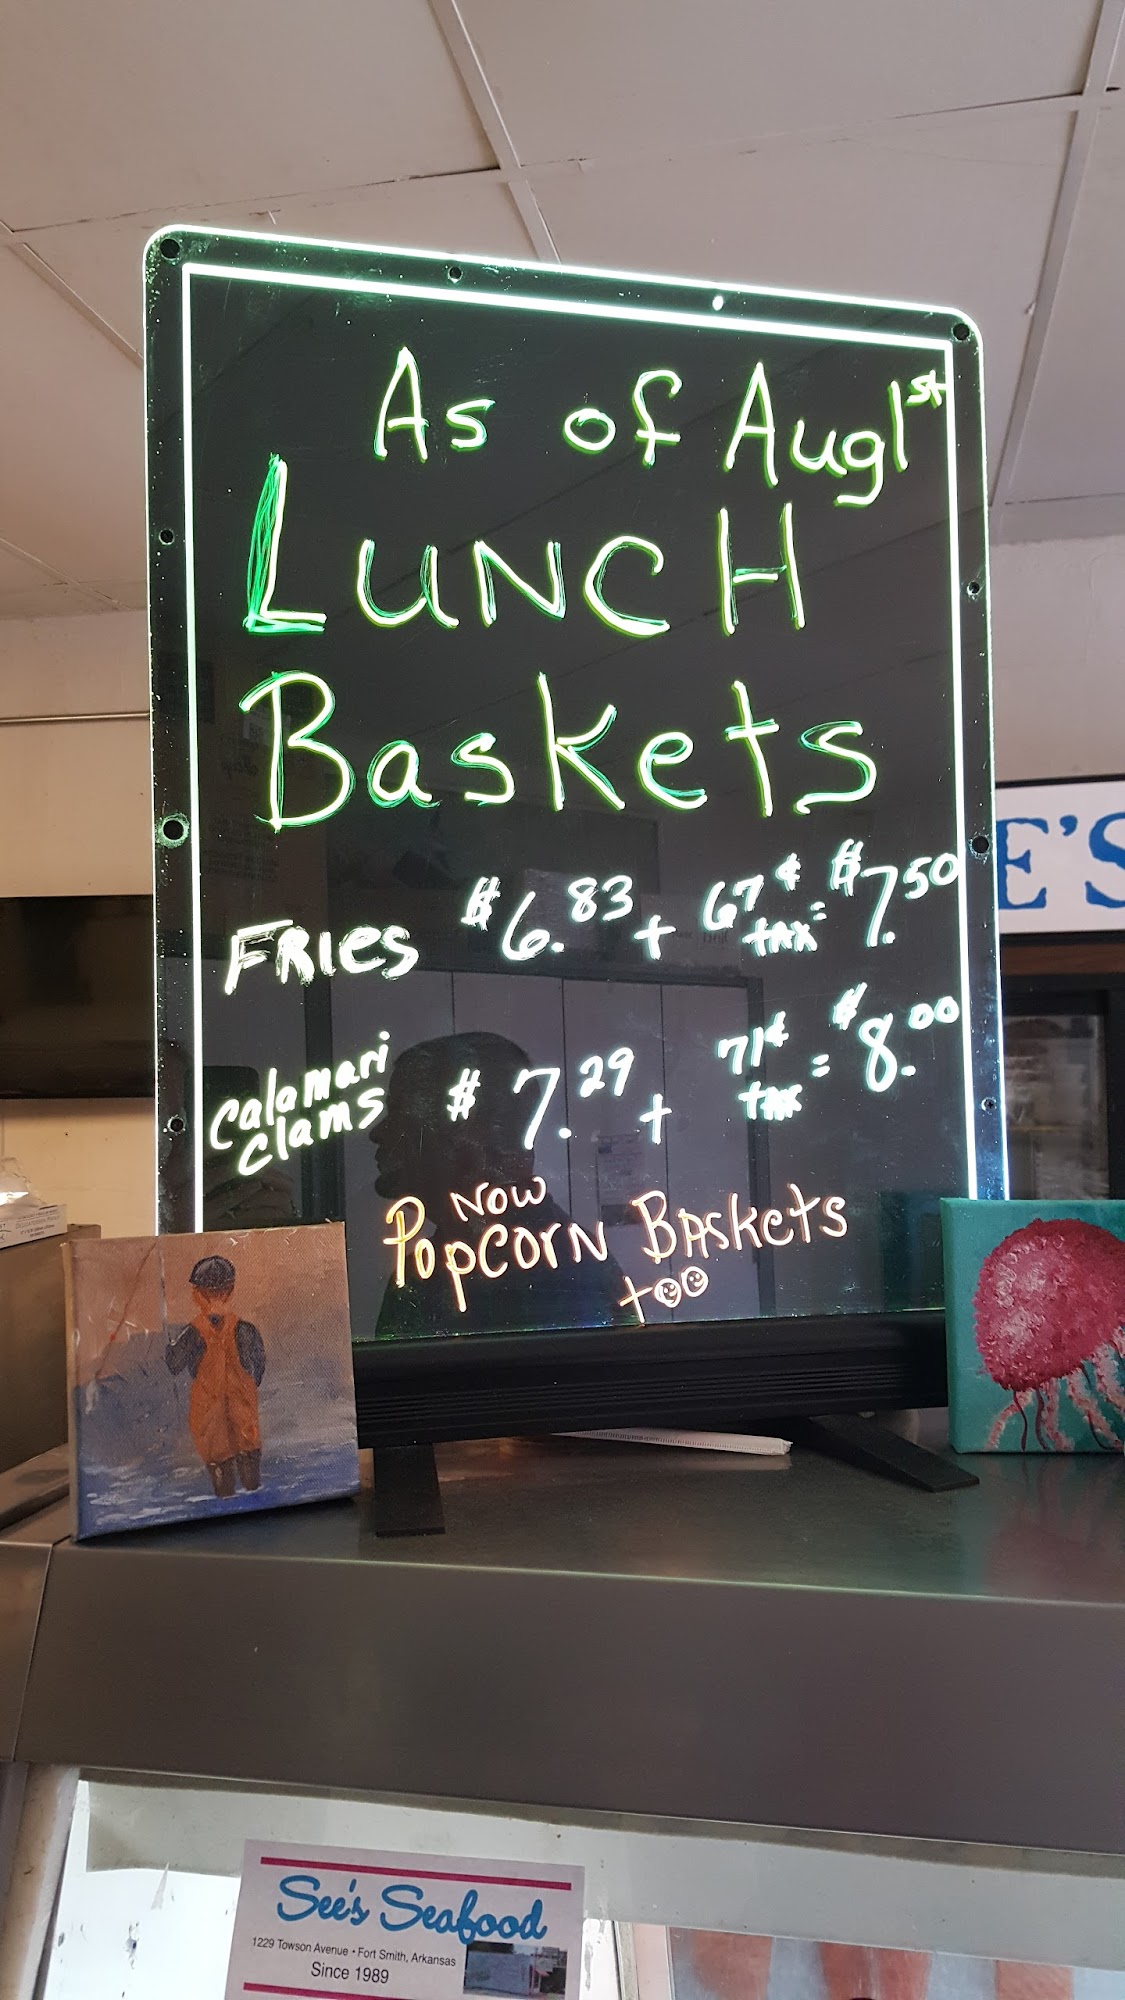 As of Aug 1st
LUNCH
Baskets
FRIES $6.83 + 67¢ tax = $7.50
Calamari
Clams $7.29 + 71¢ tax = $8.00
Now
Popcorn Baskets
too
E'S
See's Seafood
1229 Towson Avenue • Fort Smith, Arkansas
Since 1989